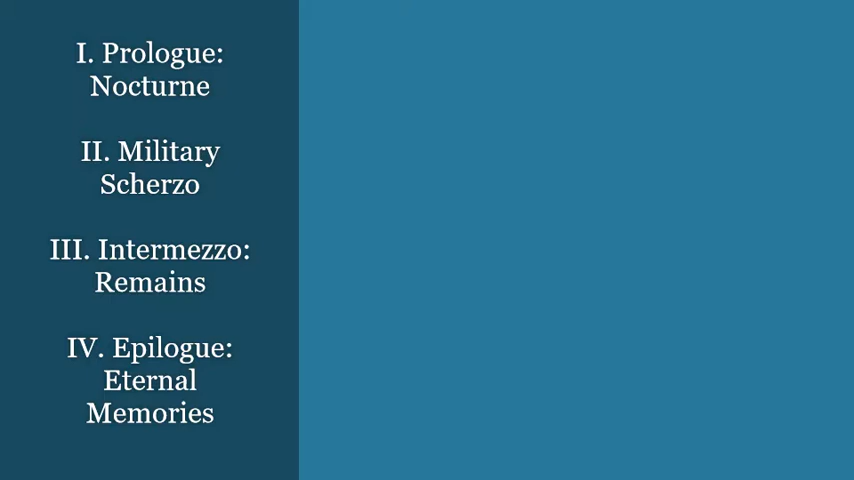 I. Prologue:
Nocturne
II. Military
Scherzo
III. Intermezzo:
Remains
IV. Epilogue:
Eternal
Memories